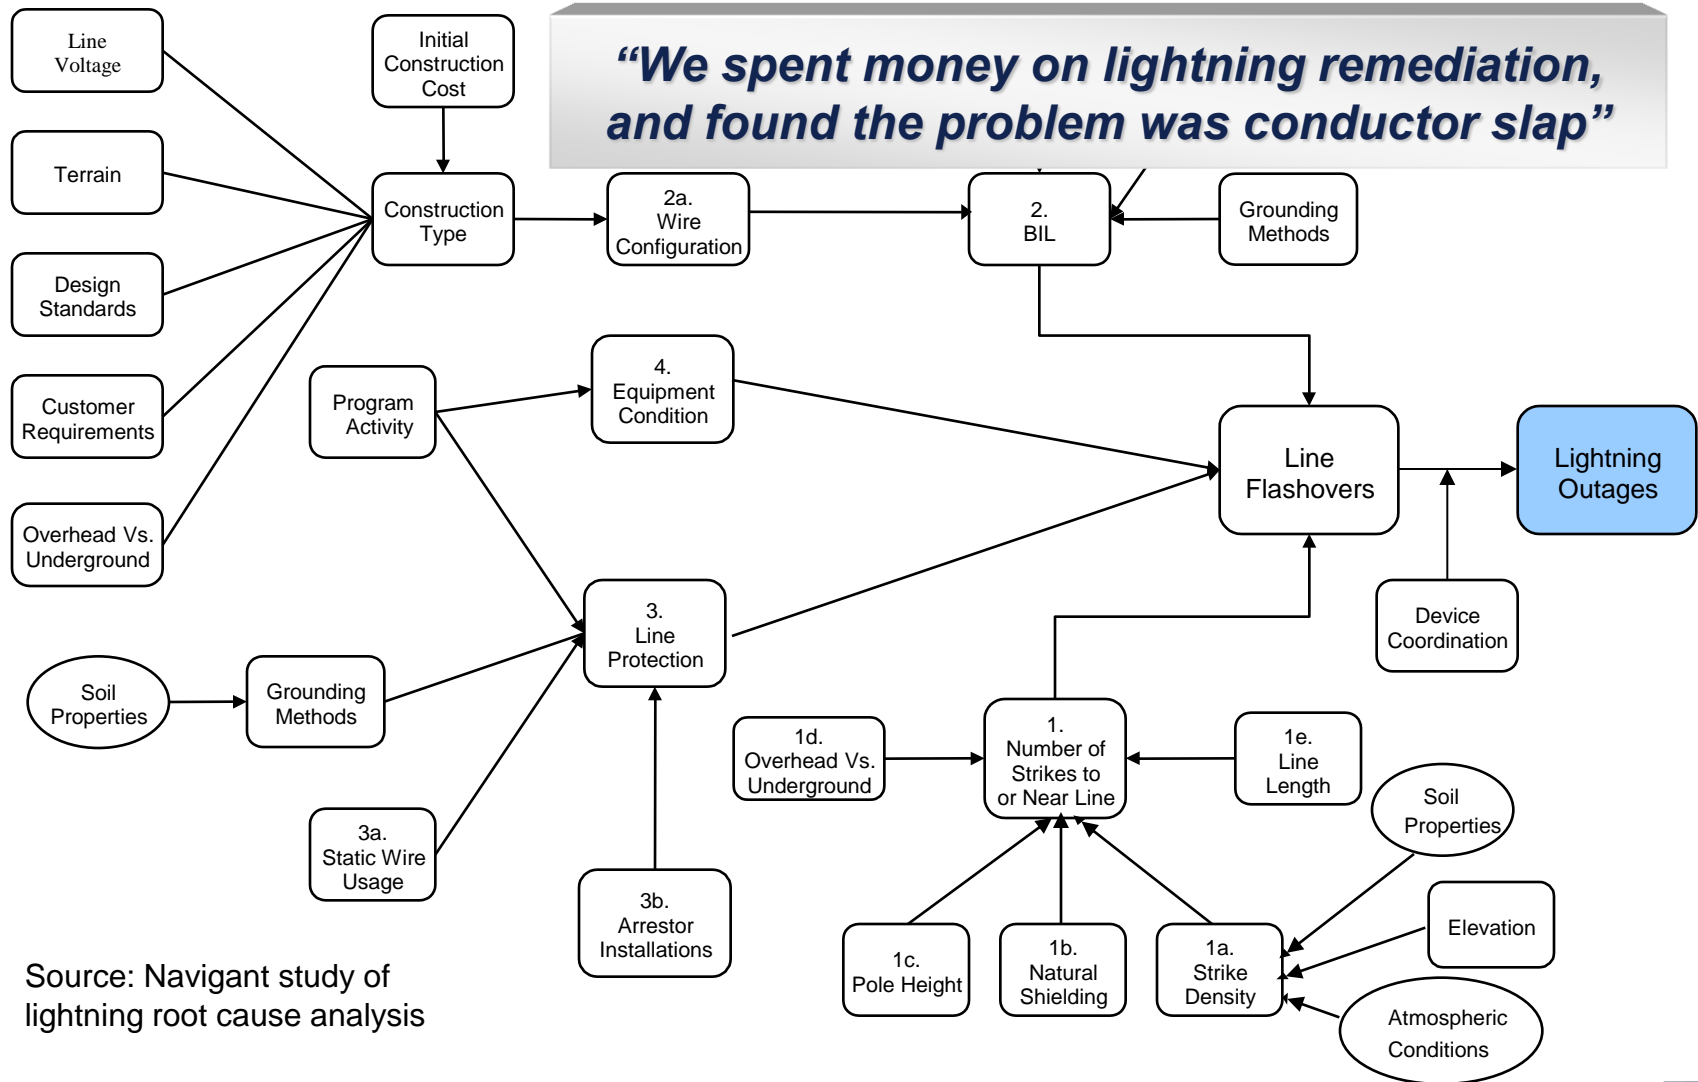 “We spent money on lightning remediation,
and found the problem was conductor slap”
Line
Voltage
Initial
Construction
Cost
Terrain
Construction
Type
2a.
Wire
Configuration
2.
BIL
Grounding
Methods
Design
Standards
Customer
Requirements
Program
Activity
4.
Equipment
Condition
Line
Flashovers
Lightning
Outages
Overhead Vs.
Underground
3.
Line
Protection
Device
Coordination
Soil
Properties
Grounding
Methods
1d.
Overhead Vs.
Underground
1.
Number of
Strikes to
or Near Line
1e.
Line
Length
Soil
Properties
3a.
Static Wire
Usage
3b.
Arrestor
Installations
1c.
Pole Height
1b.
Natural
Shielding
1a.
Strike
Density
Elevation
Atmospheric
Conditions
Source: Navigant study of
lightning root cause analysis